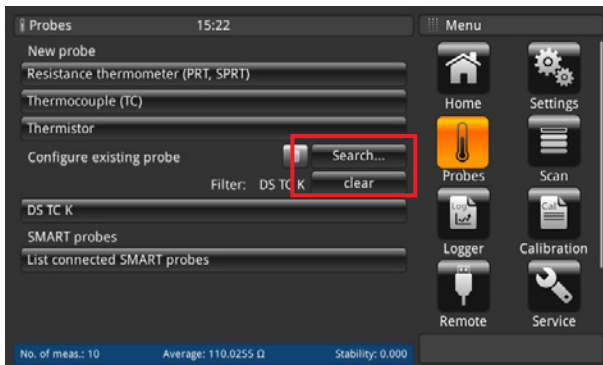 Probes 15:22 Menu
New probe
Resistance thermometer (PRT, SPRT)
Thermocouple (TC)
Thermistor
Configure existing probe Search...
Filter: DS TC K clear
DS TC K
SMART probes
List connected SMART probes
No. of meas.: 10 Average: 110.0255 Ω Stability: 0.000
Home Settings
Probes Scan
Log Cal
Logger Calibration
Remote Service